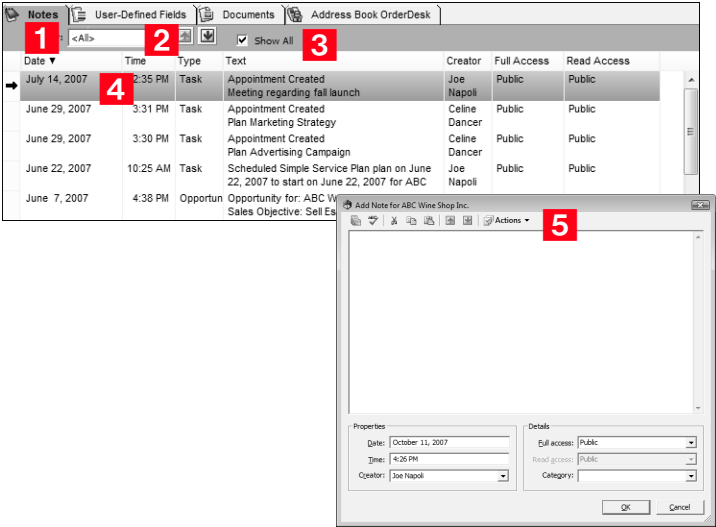 Notes User-Defined Fields Documents Address Book OrderDesk
1 : <All> 2 Show All 3
Date Time Type Text Creator Full Access Read Access
July 14, 2007 4 2:35 PM Task Appointment Created Joe Public Public
Meeting regarding fall launch Napoli
June 29, 2007 3:31 PM Task Appointment Created Celine Public Public
Plan Marketing Strategy Dancer
June 29, 2007 3:30 PM Task Appointment Created Celine Public Public
Plan Advertising Campaign Dancer
June 22, 2007 10:25 AM Task Scheduled Simple Service Plan plan on June Joe Public Public
22, 2007 to start on June 22, 2007 for ABC Napoli
June 7, 2007 4:38 PM Opportun Opportunity for: ABC W
Sales Objective: Sell Es
Add Note for ABC Wine Shop Inc.
Actions 5
Properties Details
Date: October 11, 2007 Full access: Public
Time: 4:26 PM Read access: Public
Creator: Joe Napoli Category:
OK Cancel